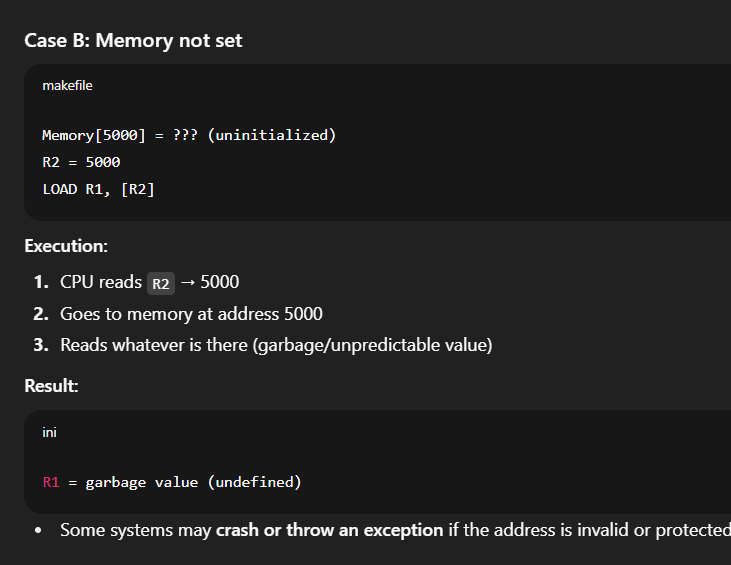 Case B: Memory not set
makefile
Memory[5000] = ??? (uninitialized)
R2 = 5000
LOAD R1, [R2]
Execution:
1. CPU reads R2 → 5000
2. Goes to memory at address 5000
3. Reads whatever is there (garbage/unpredictable value)
Result:
ini
R1 = garbage value (undefined)
• Some systems may crash or throw an exception if the address is invalid or protected